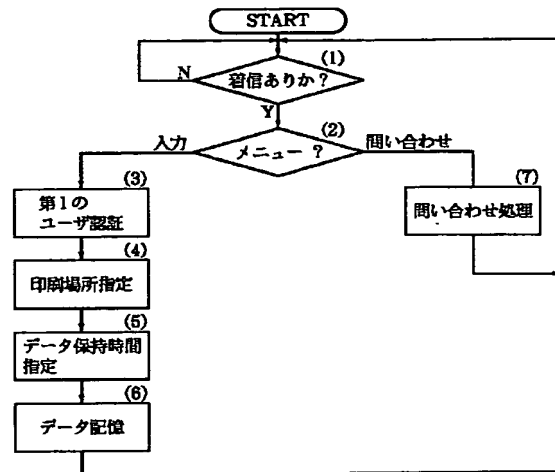 START
(1)
着信ありか？
N
Y
(2)
入力
メニュー ？
問い合わせ
(3)
第1の
ユーザ認証
(7)
問い合わせ処理
(4)
印刷場所指定
(5)
データ保持時間
指定
(6)
データ記憶